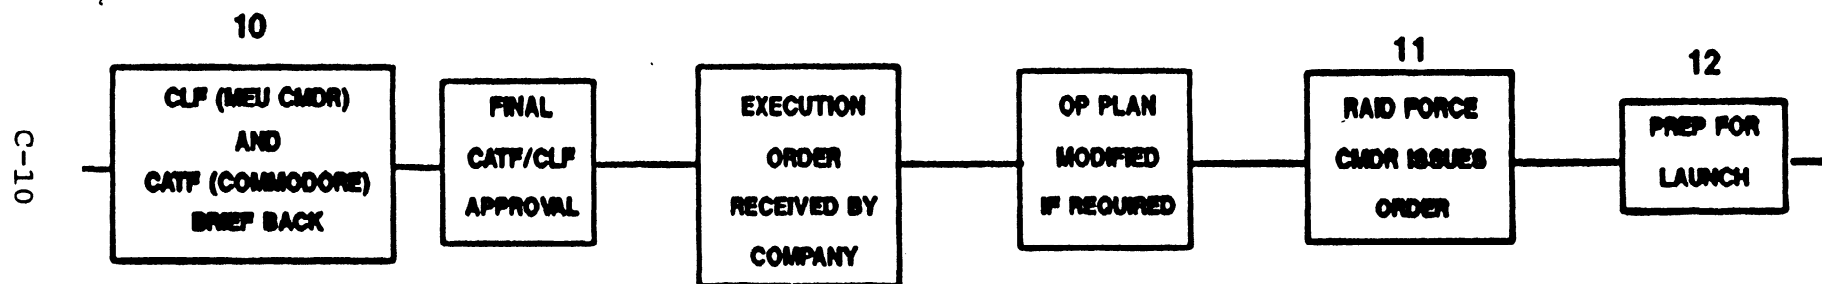 10
CLF (MEU CMDR)
AND
CATF (COMMODORE)
BRIEF BACK
FINAL
CATF/CLF
APPROVAL
EXECUTION
ORDER
RECEIVED BY
COMPANY
OP PLAN
MODIFIED
IF REQUIRED
11
RAID FORCE
CMDR ISSUES
ORDER
12
PREP FOR
LAUNCH
C-10